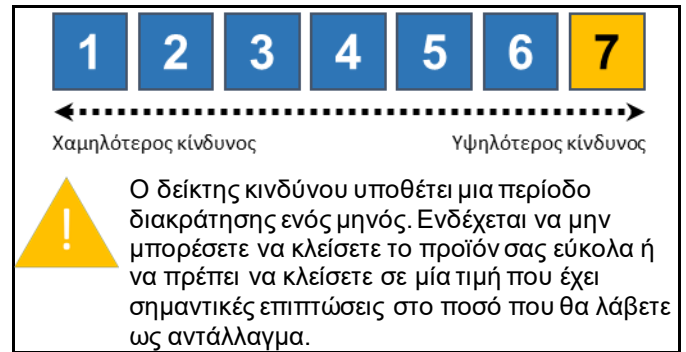 1 2 3 4 5 6 7
Χαμηλότερος κίνδυνος Υψηλότερος κίνδυνος
! Ο δείκτης κινδύνου υποθέτει μια περίοδο
διακράτησης ενός μηνός. Ενδέχεται να μην
μπορέσετε να κλείσετε το προϊόν σας εύκολα ή
να πρέπει να κλείσετε σε μία τιμή που έχει
σημαντικές επιπτώσεις στο ποσό που θα λάβετε
ως αντάλλαγμα.